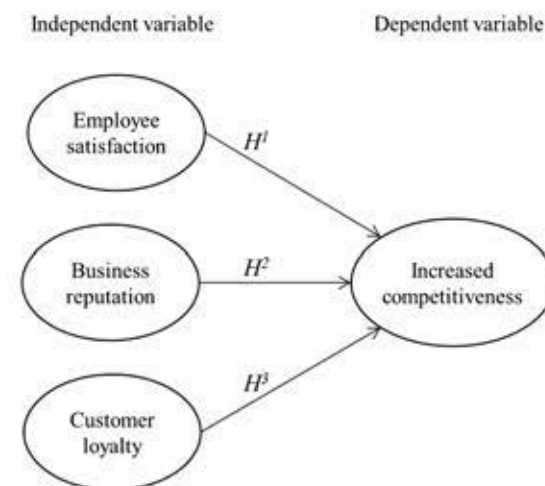 Independent variable
Dependent variable
Employee
satisfaction
H¹
Business
reputation
H²
Increased
competitiveness
H³
Customer
loyalty